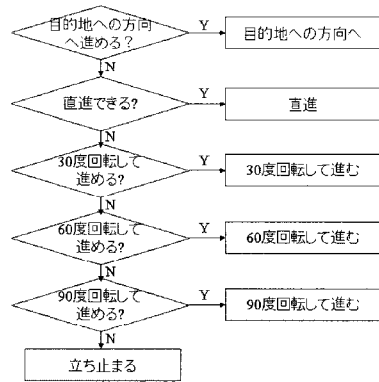 目的地への方向
へ進める?
Y
目的地への方向へ
N
直進できる?
Y
直進
N
30度回転して
進める?
Y
30度回転して進む
N
60度回転して
進める?
Y
60度回転して進む
N
90度回転して
進める?
Y
90度回転して進む
N
立ち止まる